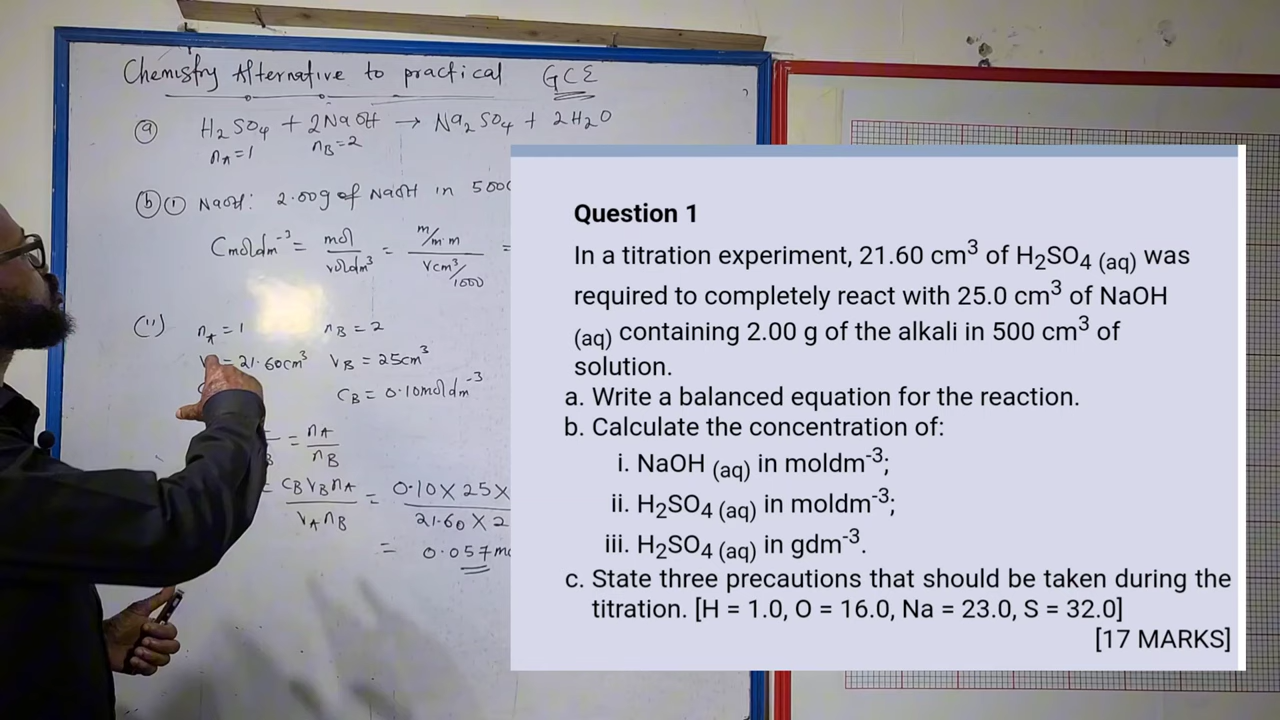 Chemistry Alternative to practical GCE
(a) H₂SO₄ + 2NaOH → Na₂SO₄ + 2H₂O
nA=1 nB=2
(b)(i) NaOH: 2.00g of NaOH in 500
Cmoldm⁻³ = mol/voldm³ = m/m.m / Vcm³/1000 =
(ii) nA=1 nB=2
V =21.60cm³ VB = 25cm³
CB = 0.10moldm⁻³
= nA/nB
= CBVBnA/VAnB = 0.10X25X/21.60X2
= 0.057m
Question 1
In a titration experiment, 21.60 cm³ of H₂SO₄ (aq) was
required to completely react with 25.0 cm³ of NaOH
(aq) containing 2.00 g of the alkali in 500 cm³ of
solution.
a. Write a balanced equation for the reaction.
b. Calculate the concentration of:
i. NaOH (aq) in moldm⁻³;
ii. H₂SO₄ (aq) in moldm⁻³;
iii. H₂SO₄ (aq) in gdm⁻³.
c. State three precautions that should be taken during the
titration. [H = 1.0, O = 16.0, Na = 23.0, S = 32.0]
[17 MARKS]